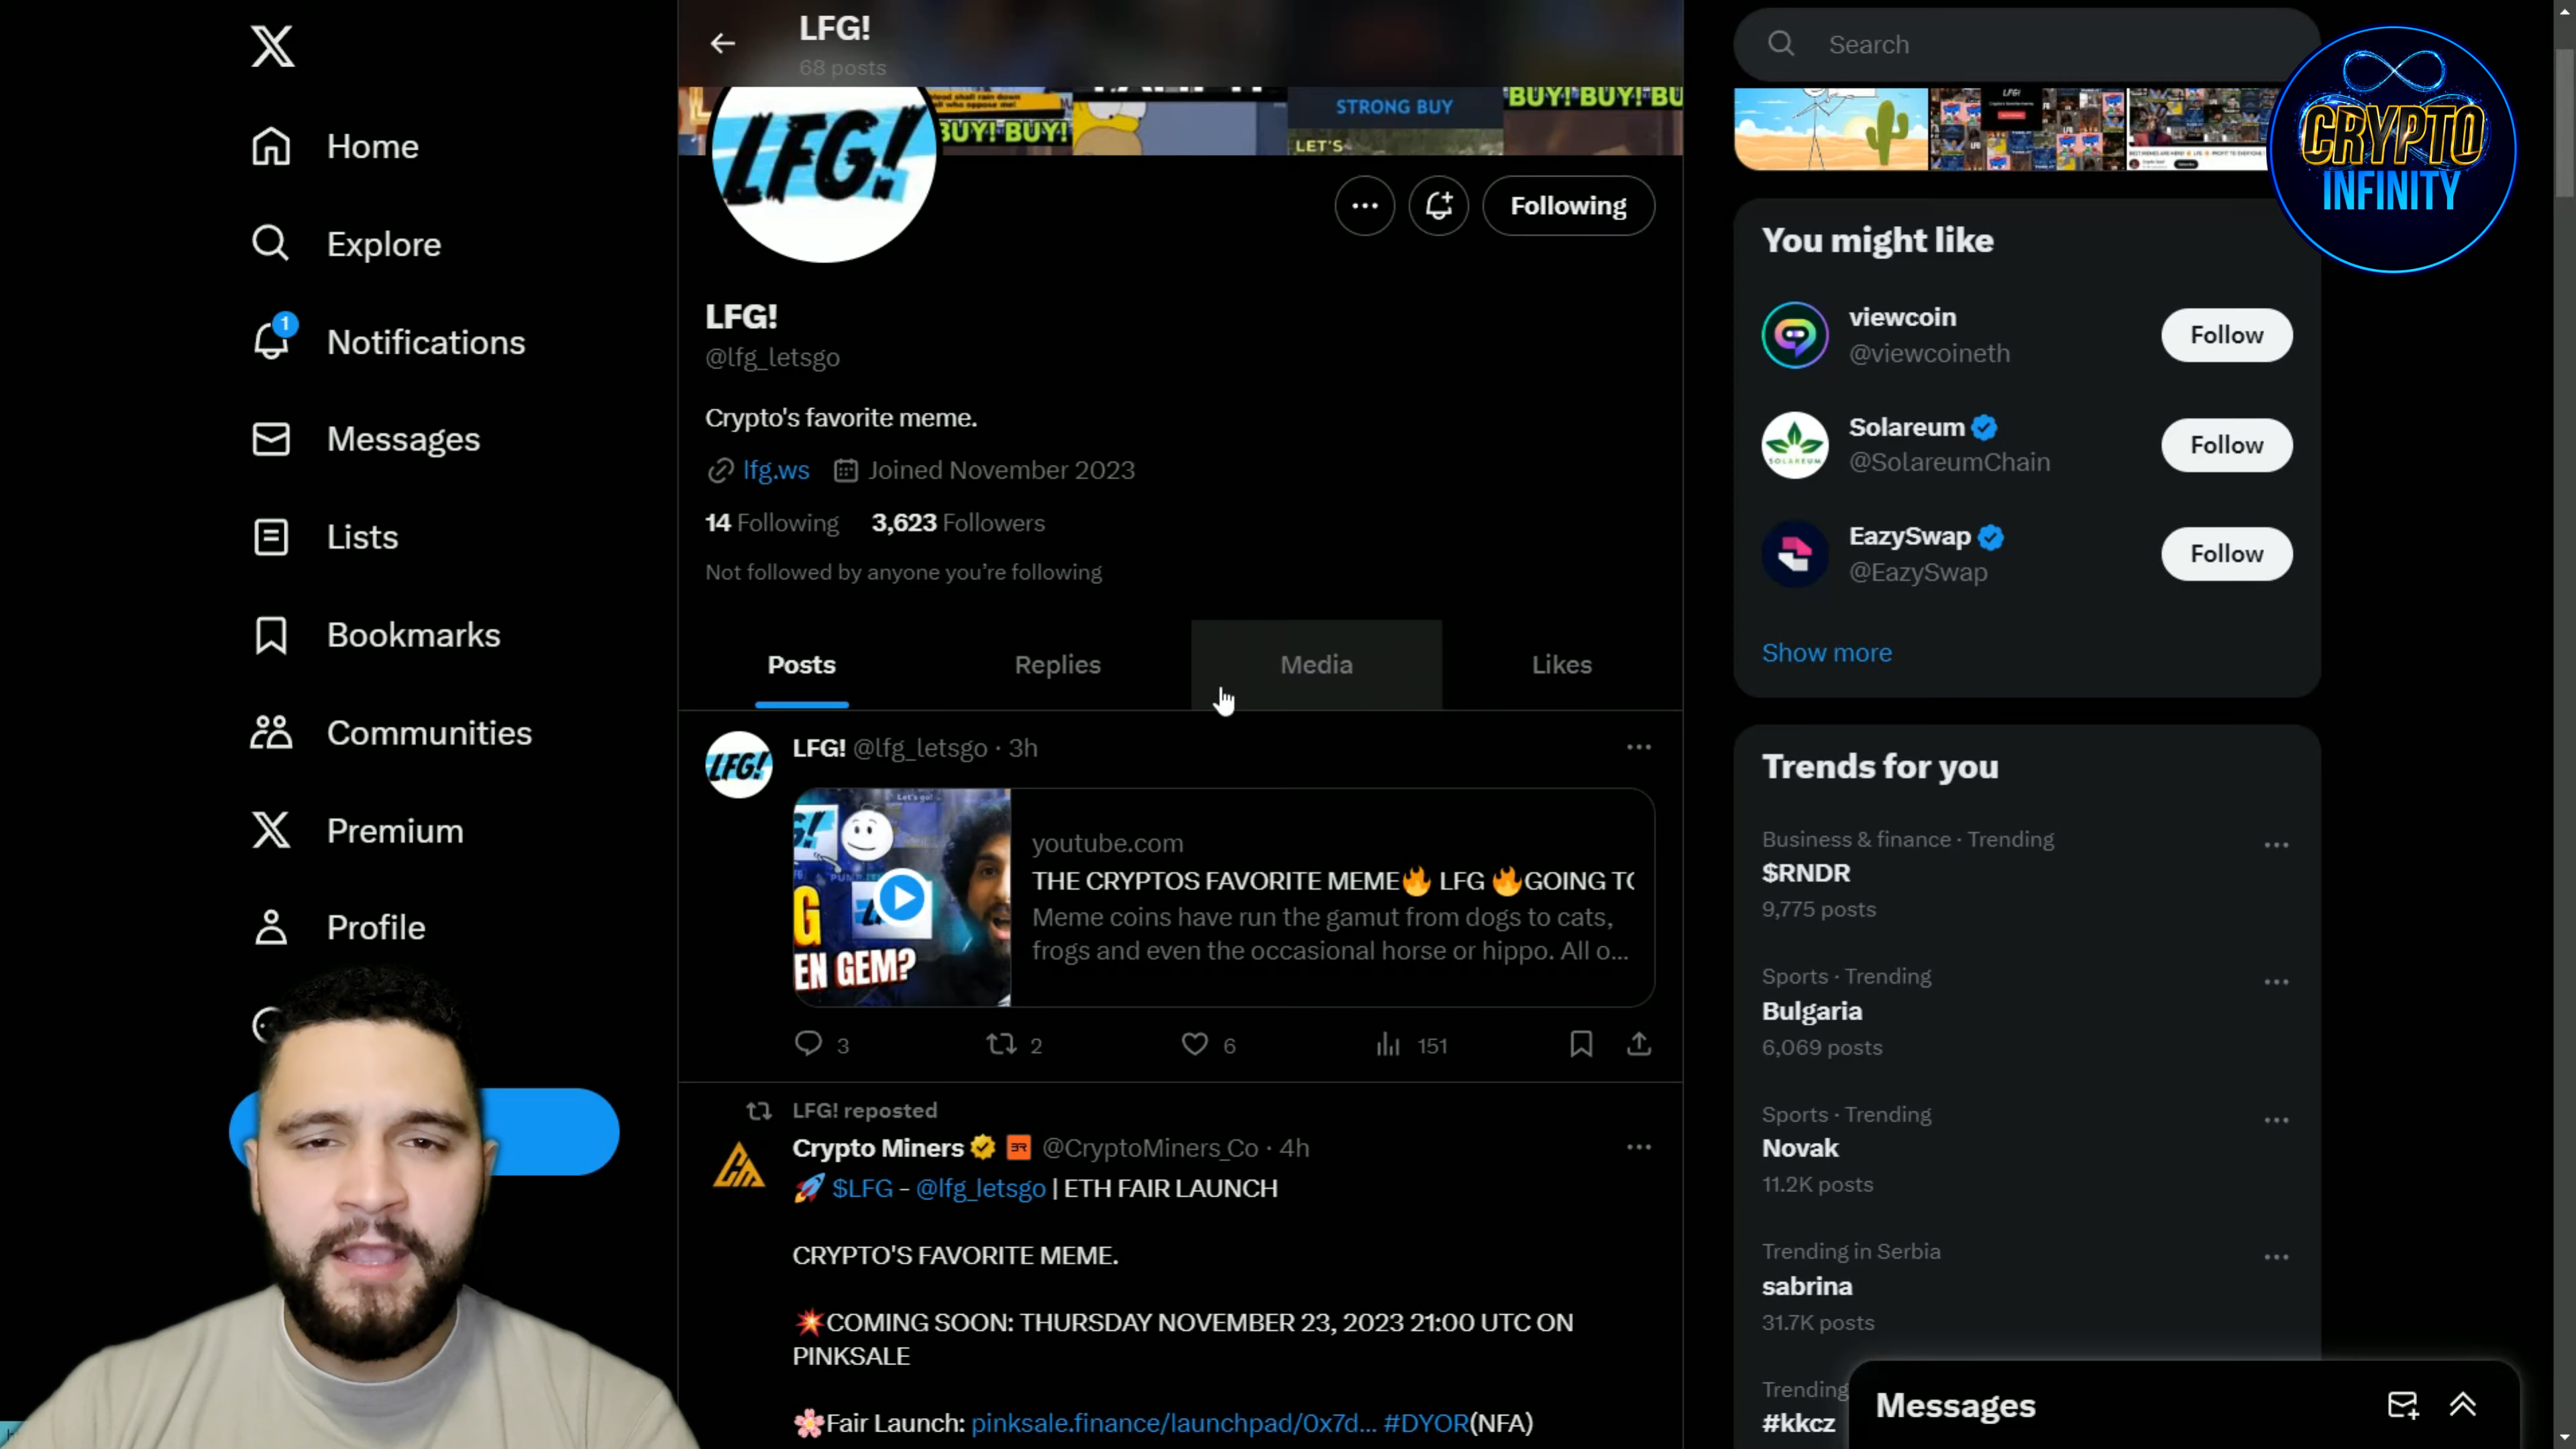 LFG!
68 posts
BUY! BUY!
STRONG BUY
LET'S
BUY! BUY! BU
LFG!
Following
LFG!
@lfg_letsgo
Crypto's favorite meme.
lfg.ws Joined November 2023
14 Following 3,623 Followers
Not followed by anyone you're following
Posts Replies Media Likes
LFG! @lfg_letsgo · 3h
LFG!
Let's go!
G
EN GEM?
youtube.com
THE CRYPTOS FAVORITE MEME🔥 LFG 🔥GOING TO
Meme coins have run the gamut from dogs to cats,
frogs and even the occasional horse or hippo. All o...
3 2 6 151
LFG! reposted
Crypto Miners @CryptoMiners_Co · 4h
🚀 $LFG - @lfg_letsgo | ETH FAIR LAUNCH
CRYPTO'S FAVORITE MEME.
💥COMING SOON: THURSDAY NOVEMBER 23, 2023 21:00 UTC ON
PINKSALE
🌸Fair Launch: pinksale.finance/launchpad/0x7d... #DYOR(NFA)
X
Home
Explore
1
Notifications
Messages
Lists
Bookmarks
Communities
Premium
Profile
Search
CRYPTO
INFINITY
You might like
viewcoin
@viewcoineth
Follow
SOLAREUM
Solareum
@SolareumChain
Follow
EazySwap
@EazySwap
Follow
Show more
Trends for you
Business & finance · Trending
$RNDR
9,775 posts
Sports · Trending
Bulgaria
6,069 posts
Sports · Trending
Novak
11.2K posts
Trending in Serbia
sabrina
31.7K posts
Trending
#kkcz
Messages